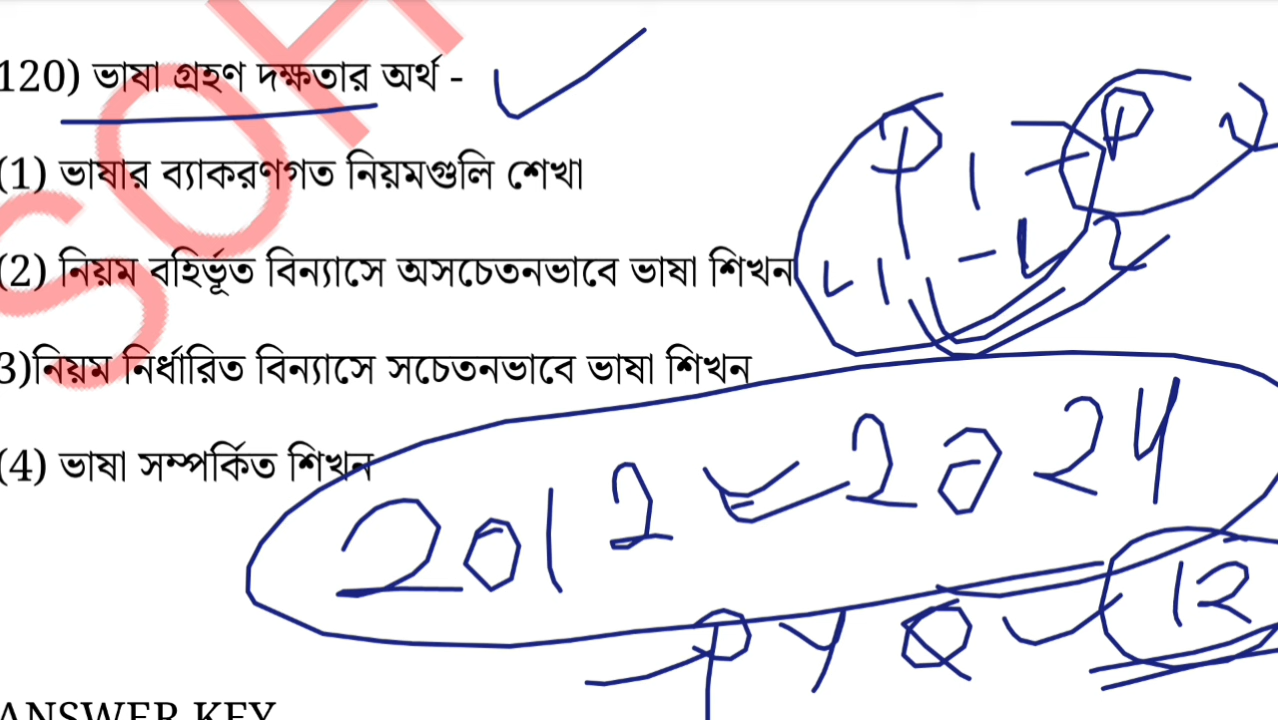 120) ভাষা গ্রহণ দক্ষতার অর্থ -
(1) ভাষার ব্যাকরণগত নিয়মগুলি শেখা
(2) নিয়ম বহির্ভূত বিন্যাসে অসচেতনভাবে ভাষা শিখন
3)নিয়ম নির্ধারিত বিন্যাসে সচেতনভাবে ভাষা শিখন
(4) ভাষা সম্পর্কিত শিখন
2012 - 2024
PYQ 12
ANSWER KEY